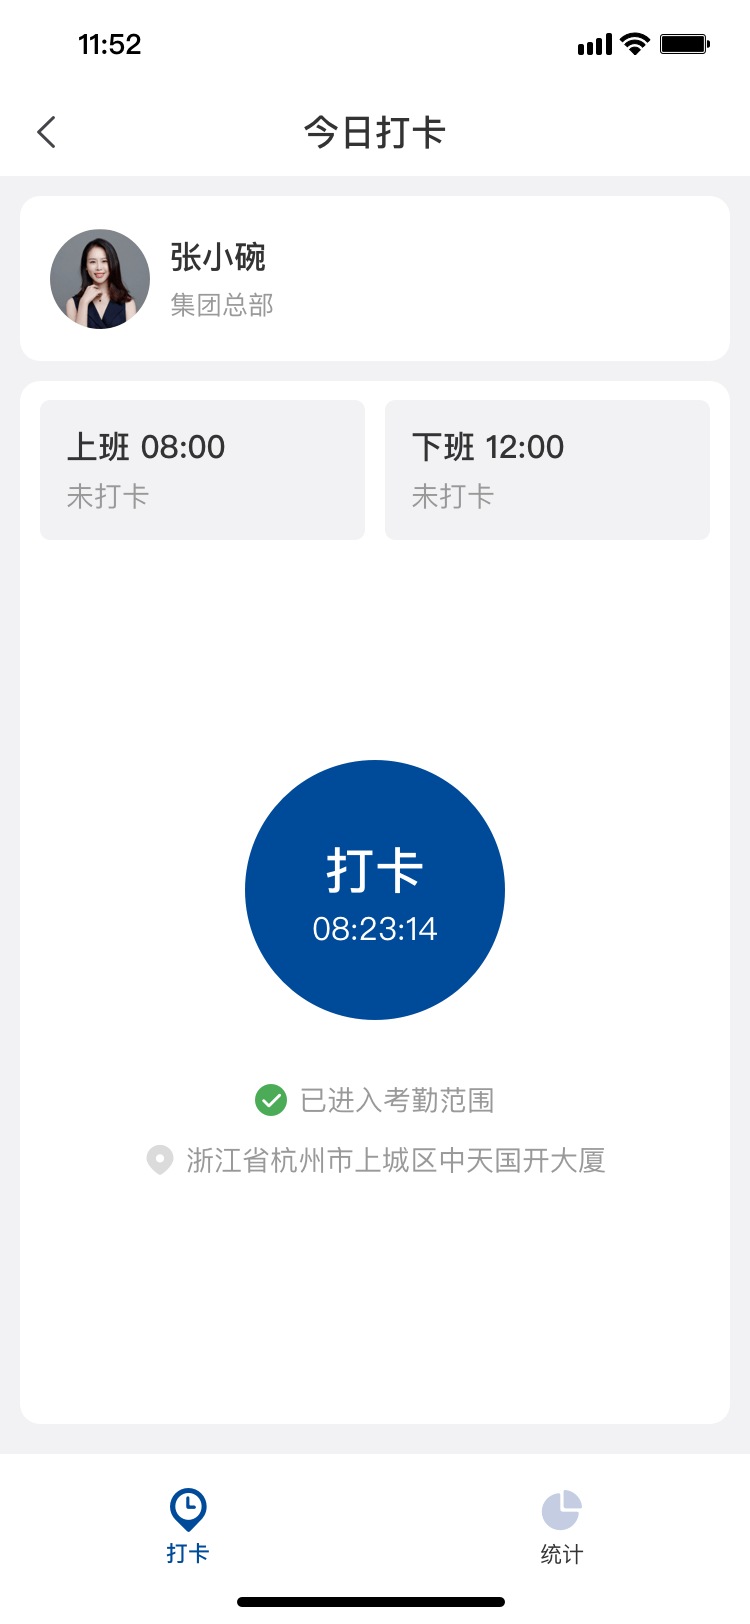 11:52
今日打卡
张小碗
集团总部
上班 08:00
未打卡
下班 12:00
未打卡
打卡
08:23:14
已进入考勤范围
浙江省杭州市上城区中天国开大厦
打卡
统计